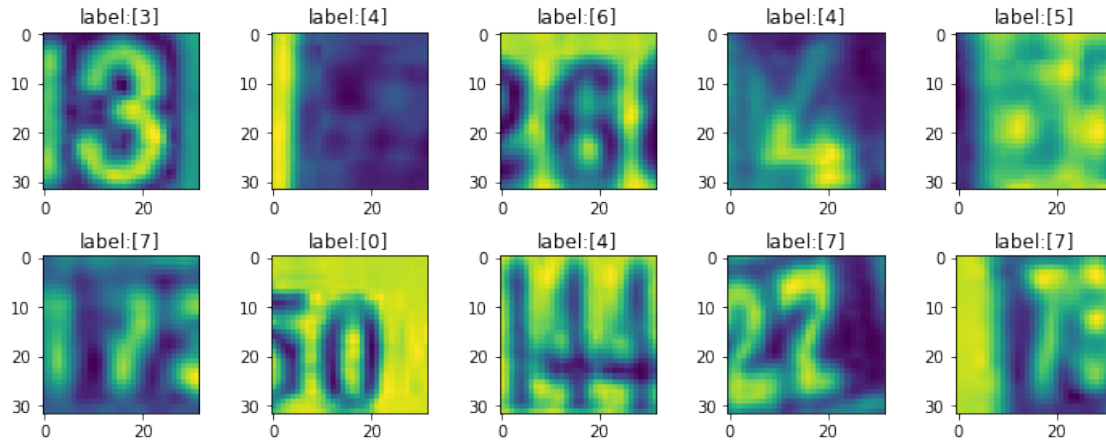 label:[3] label:[4] label:[6] label:[4] label:[5]
0 0 0 0 0
10 10 10 10 10
20 20 20 20 20
30 30 30 30 30
0 20 0 20 0 20 0 20 0 20
label:[7] label:[0] label:[4] label:[7] label:[7]
0 0 0 0 0
10 10 10 10 10
20 20 20 20 20
30 30 30 30 30
0 20 0 20 0 20 0 20 0 20
3
6
0
4